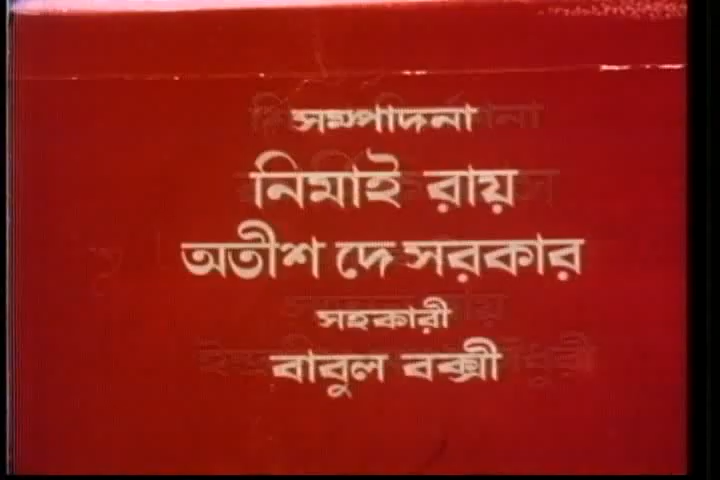 সম্পাদনা
নিমাই রায়
অতীশ দে সরকার
সহকারী
বাবুল বক্সী